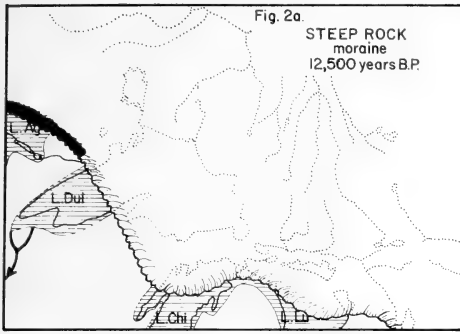 Fig. 2a.
STEEP ROCK
moraine
12,500 years B.P.
L. Ag
L. Dul
L. Chi